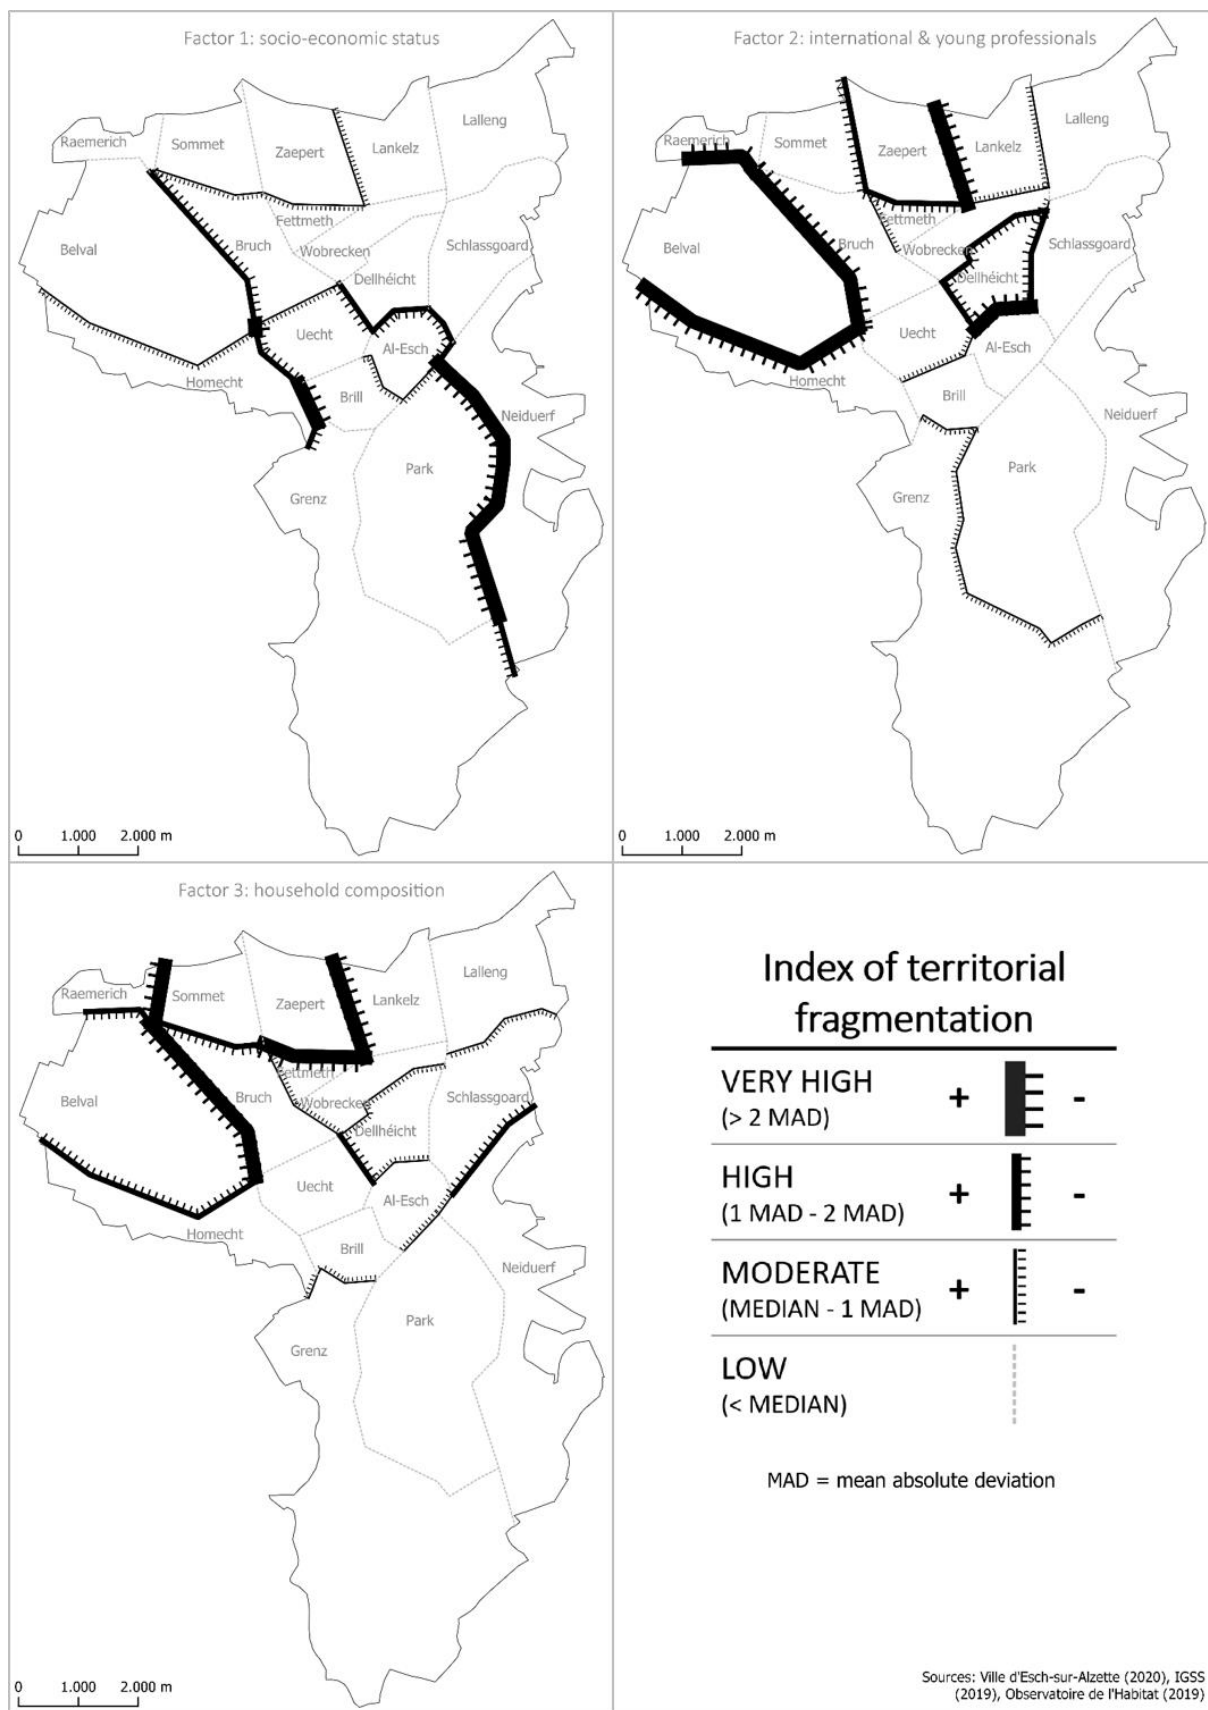 Factor 1: socio-economic status
Raemerich
Sommet
Zaepert
Lankelz
Lalleng
Belval
Bruch
Fettmeth
Wobrecken
Dellhéicht
Schlassgoard
Uecht
Al-Esch
Homecht
Brill
Neiduerf
Park
Grenz
0 1.000 2.000 m
Factor 2: international & young professionals
Raemerich
Sommet
Zaepert
Lankelz
Lalleng
Belval
Bruch
Fettmeth
Wobrecken
Dellhéicht
Schlassgoard
Uecht
Al-Esch
Homecht
Brill
Neiduerf
Park
Grenz
0 1.000 2.000 m
Factor 3: household composition
Raemerich
Sommet
Zaepert
Lankelz
Lalleng
Belval
Bruch
Fettmeth
Wobrecken
Dellhéicht
Schlassgoard
Uecht
Al-Esch
Homecht
Brill
Neiduerf
Park
Grenz
0 1.000 2.000 m
Index of territorial
fragmentation
VERY HIGH
(> 2 MAD)
+ -
HIGH
(1 MAD - 2 MAD)
+ -
MODERATE
(MEDIAN - 1 MAD)
+ -
LOW
(< MEDIAN)
MAD = mean absolute deviation
Sources: Ville d'Esch-sur-Alzette (2020), IGSS
(2019), Observatoire de l'Habitat (2019)